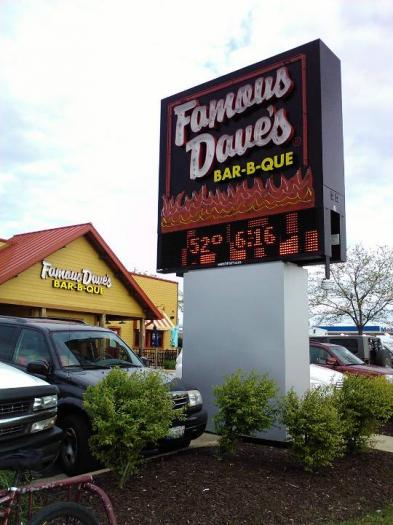 Famous
Dave's
BAR-B-QUE
52° 6:16
Famous Dave's
BAR-B-QUE